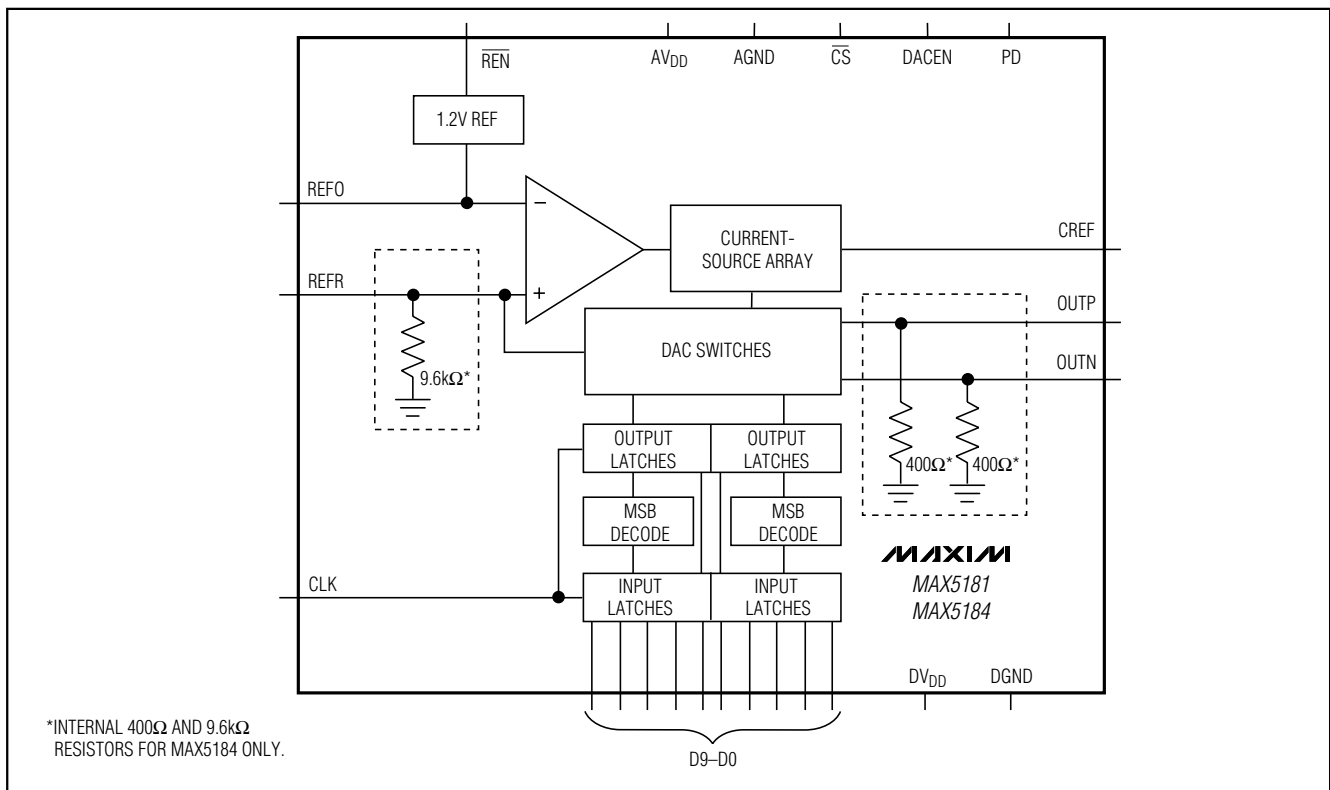 REN
AVDD
AGND
CS
DACEN
PD
1.2V REF
REFO
CURRENT-
SOURCE ARRAY
CREF
REFR
9.6kΩ*
DAC SWITCHES
OUTP
OUTN
400Ω*
400Ω*
OUTPUT
LATCHES
OUTPUT
LATCHES
MSB
DECODE
MSB
DECODE
CLK
INPUT
LATCHES
INPUT
LATCHES
MAXIM
MAX5181
MAX5184
DVDD
DGND
D9–D0
*INTERNAL 400Ω AND 9.6kΩ
RESISTORS FOR MAX5184 ONLY.